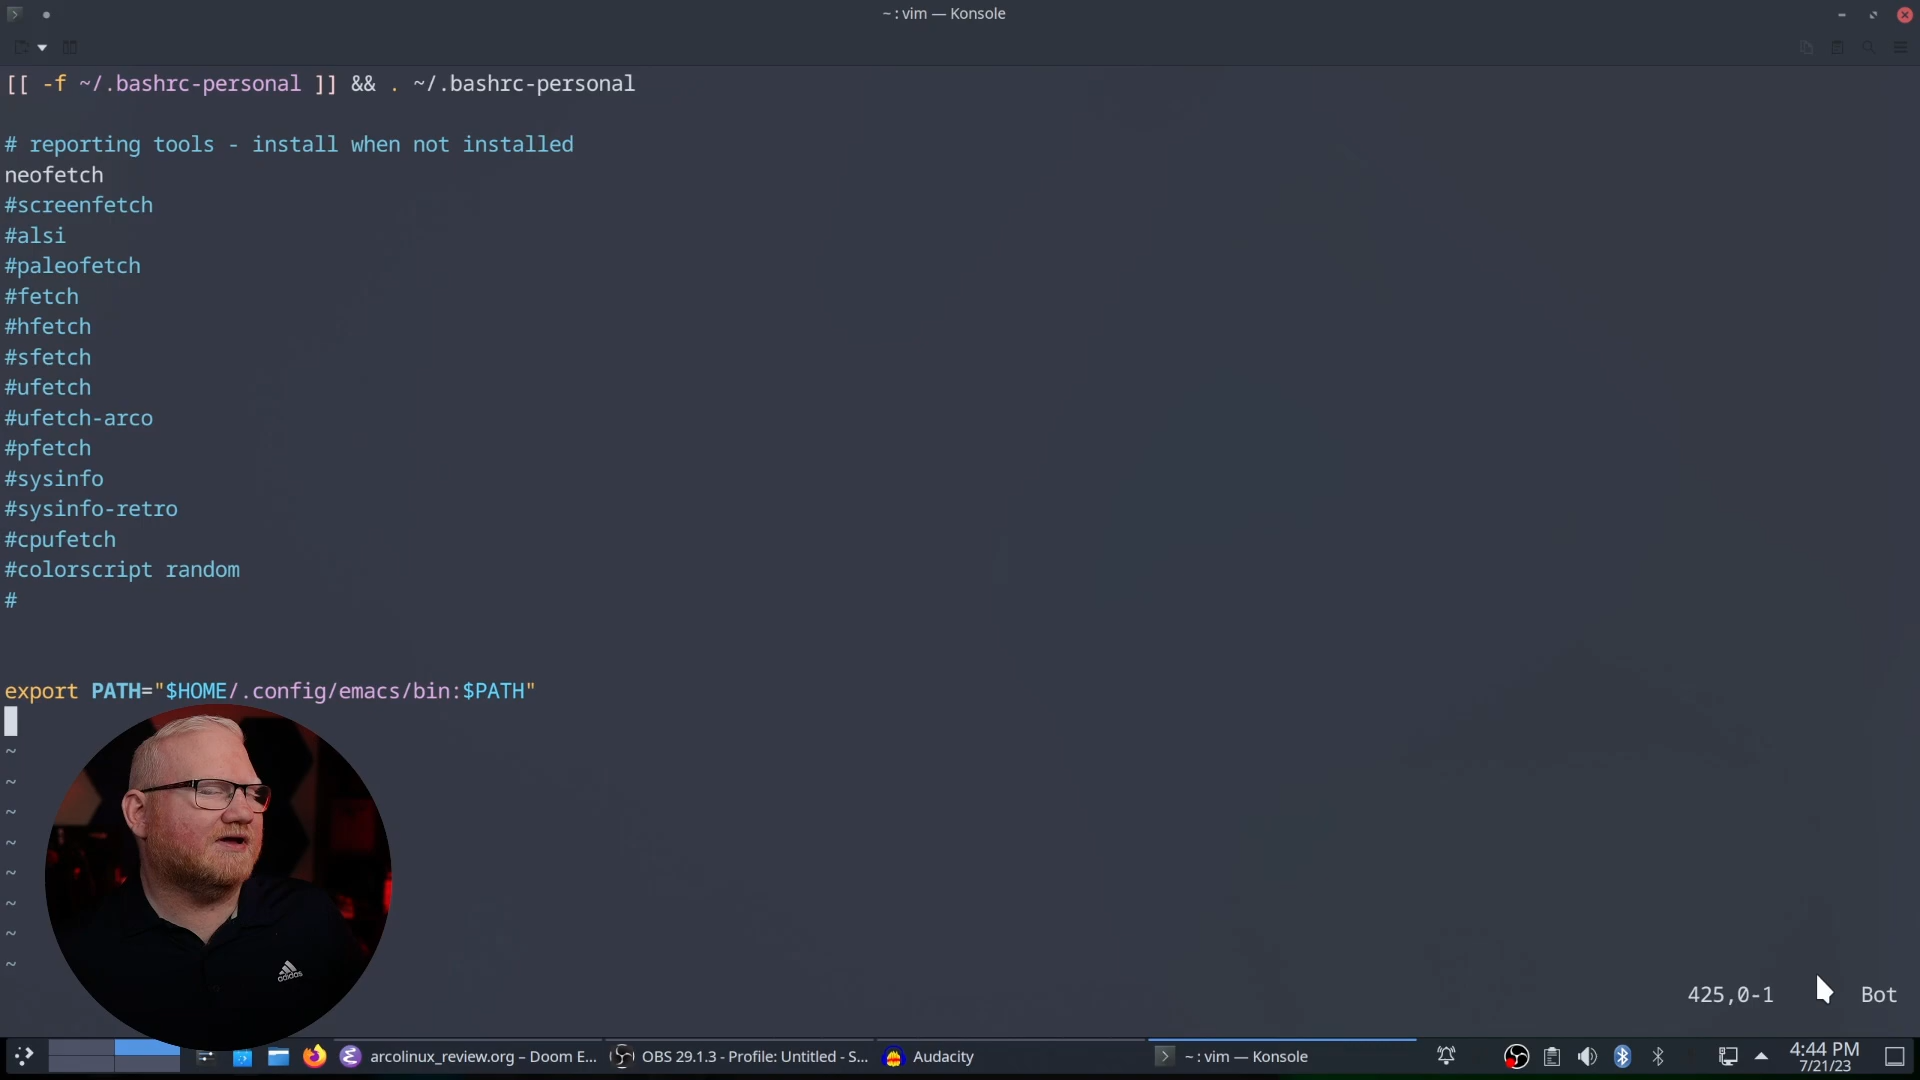 ~ : vim — Konsole
[[ -f ~/.bashrc-personal ]] && . ~/.bashrc-personal
# reporting tools - install when not installed
neofetch
#screenfetch
#alsi
#paleofetch
#fetch
#hfetch
#sfetch
#ufetch
#ufetch-arco
#pfetch
#sysinfo
#sysinfo-retro
#cpufetch
#colorscript random
#
export PATH="$HOME/.config/emacs/bin:$PATH"
~
~
~
~
~
~
~
~
adidas
425,0-1 Bot
arcolinux_review.org – Doom E... OBS 29.1.3 - Profile: Untitled - S... Audacity ~ : vim — Konsole 4:44 PM
7/21/23